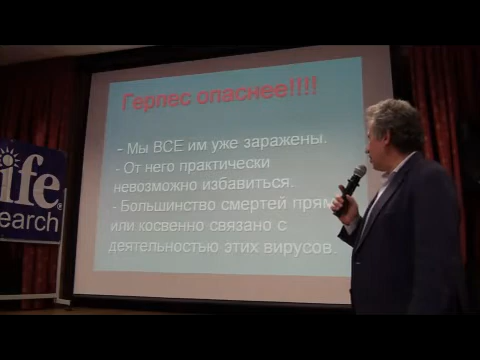 Герпес опаснее!!!!
- Мы ВСЕ им уже заражены.
- От него практически
невозможно избавиться.
- Большинство смертей прям
или косвенно связано с
деятельностью этих вирусов.
ife®
search